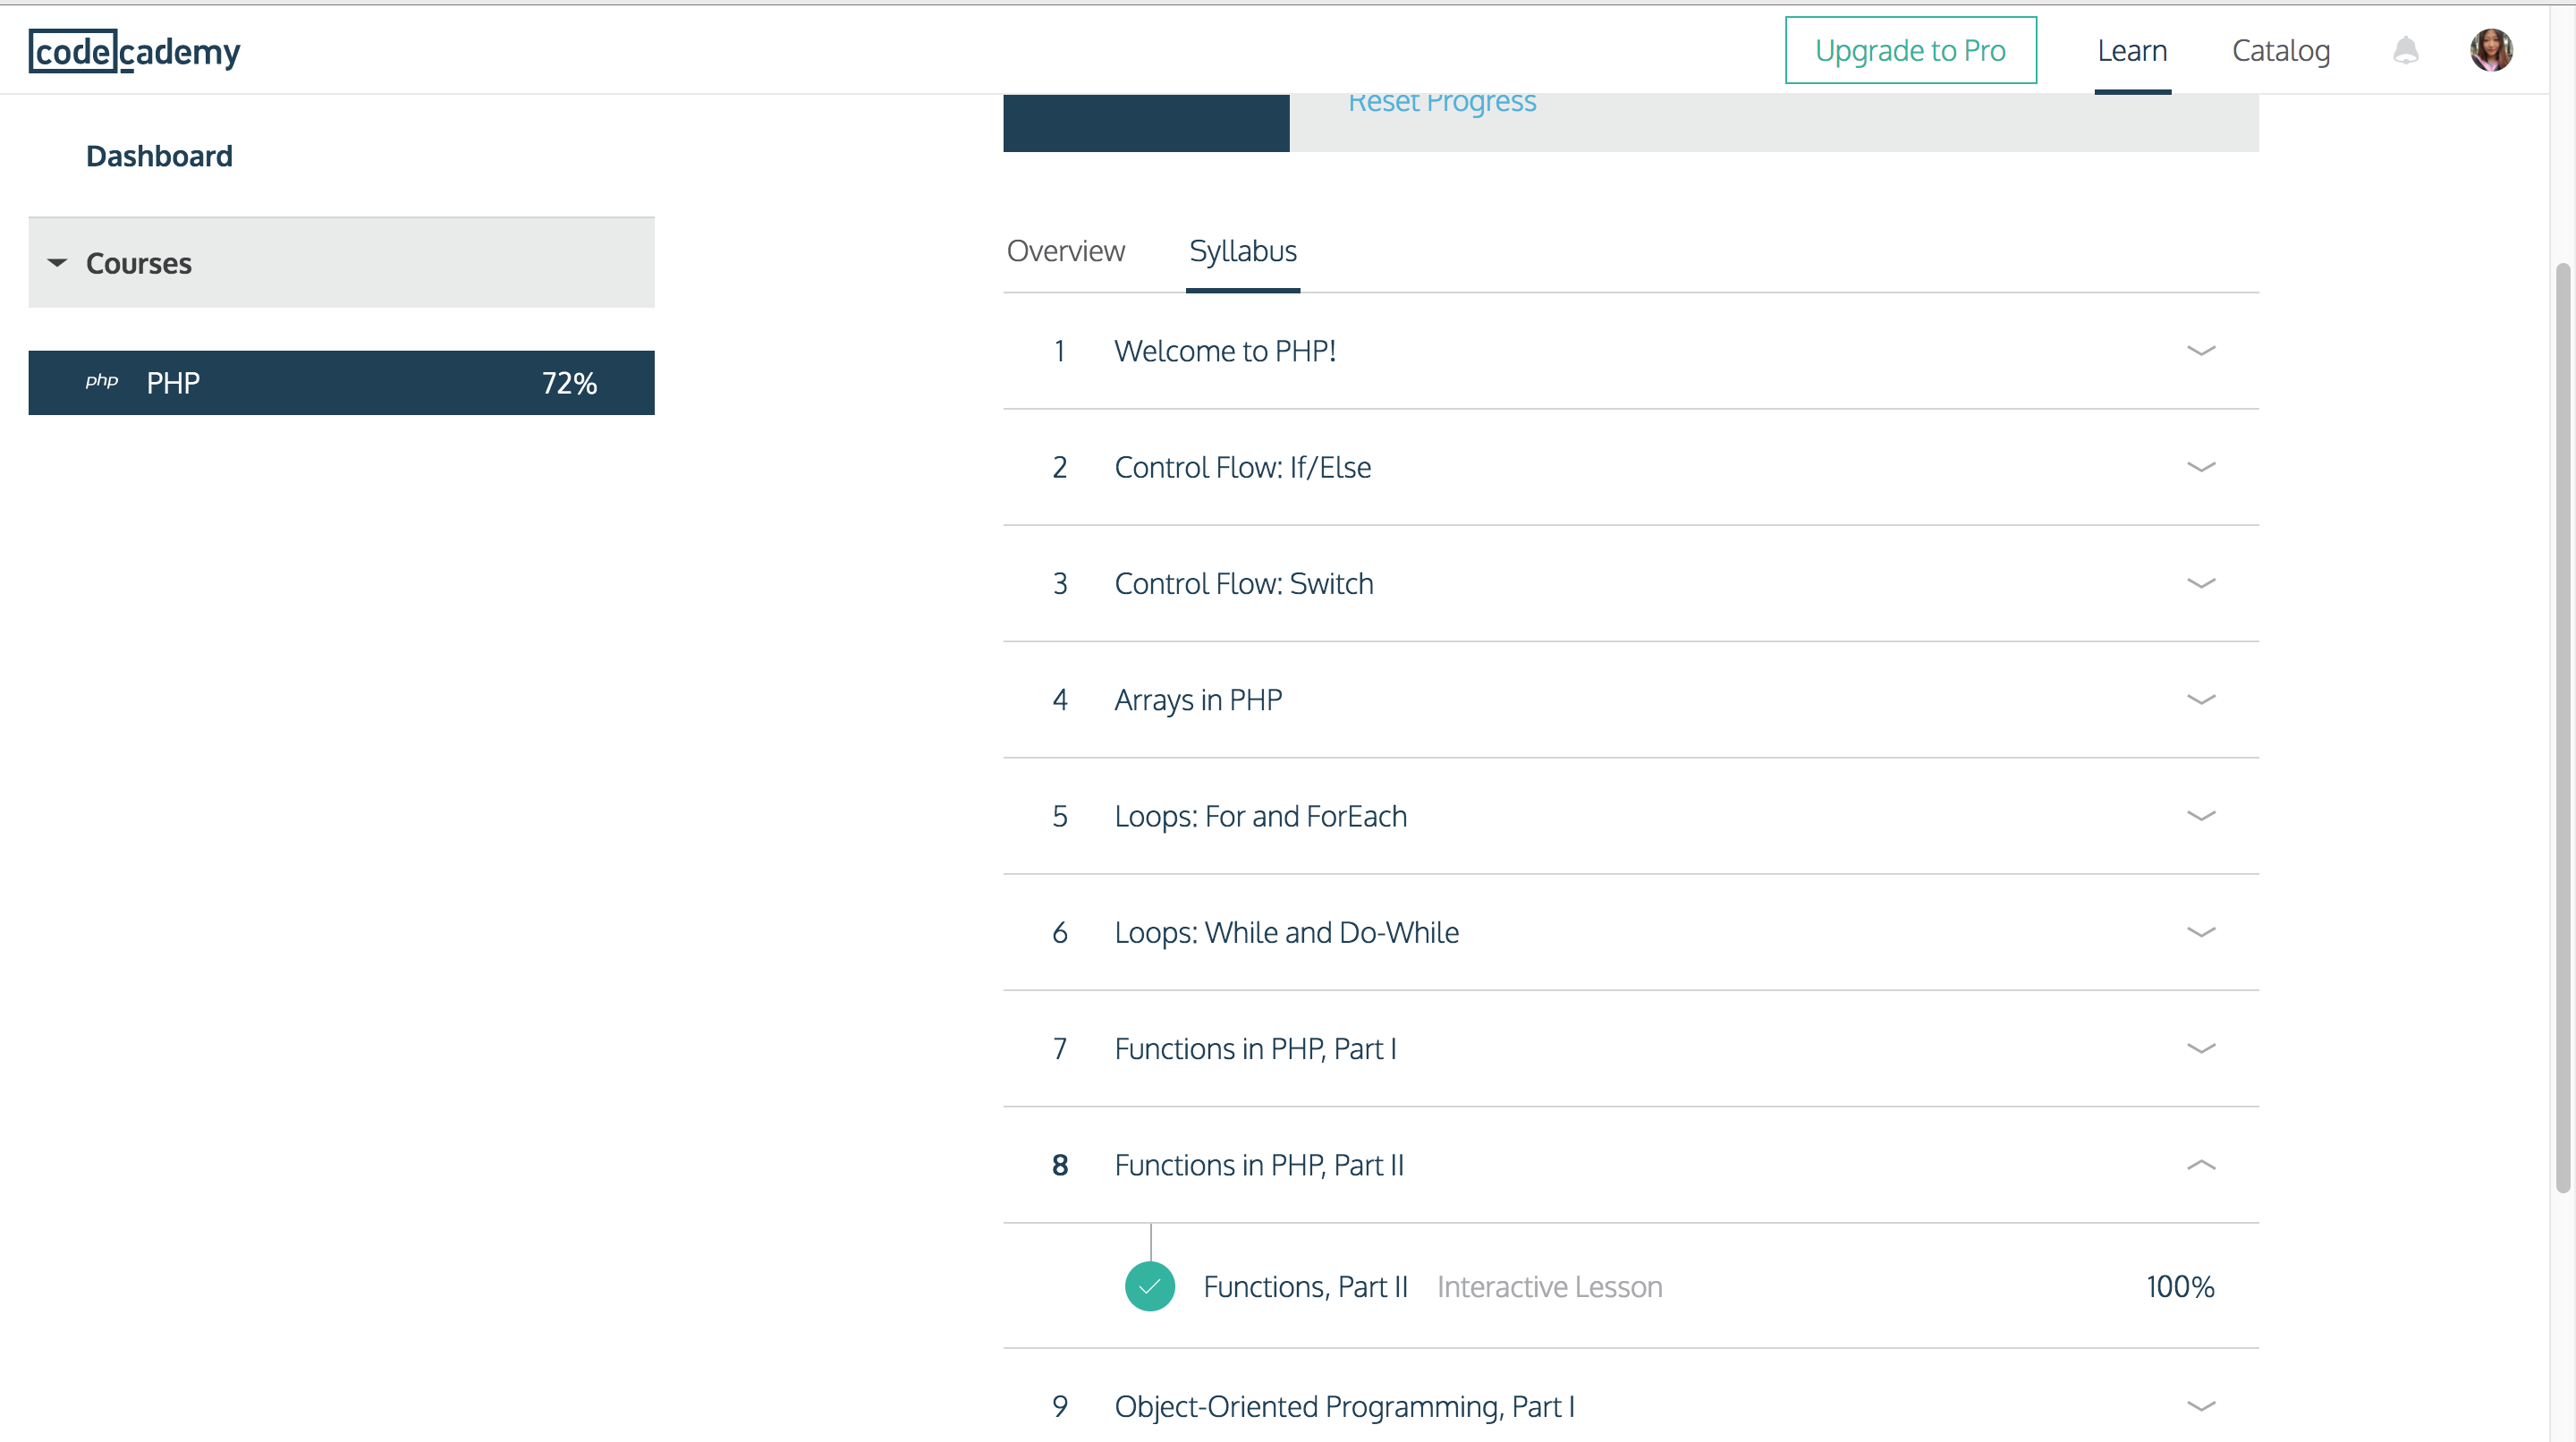 codecademy
Upgrade to Pro
Learn
Catalog
Reset Progress
Dashboard
Courses
php PHP 72%
Overview
Syllabus
1 Welcome to PHP!
2 Control Flow: If/Else
3 Control Flow: Switch
4 Arrays in PHP
5 Loops: For and ForEach
6 Loops: While and Do-While
7 Functions in PHP, Part I
8 Functions in PHP, Part II
Functions, Part II Interactive Lesson 100%
9 Object-Oriented Programming, Part I